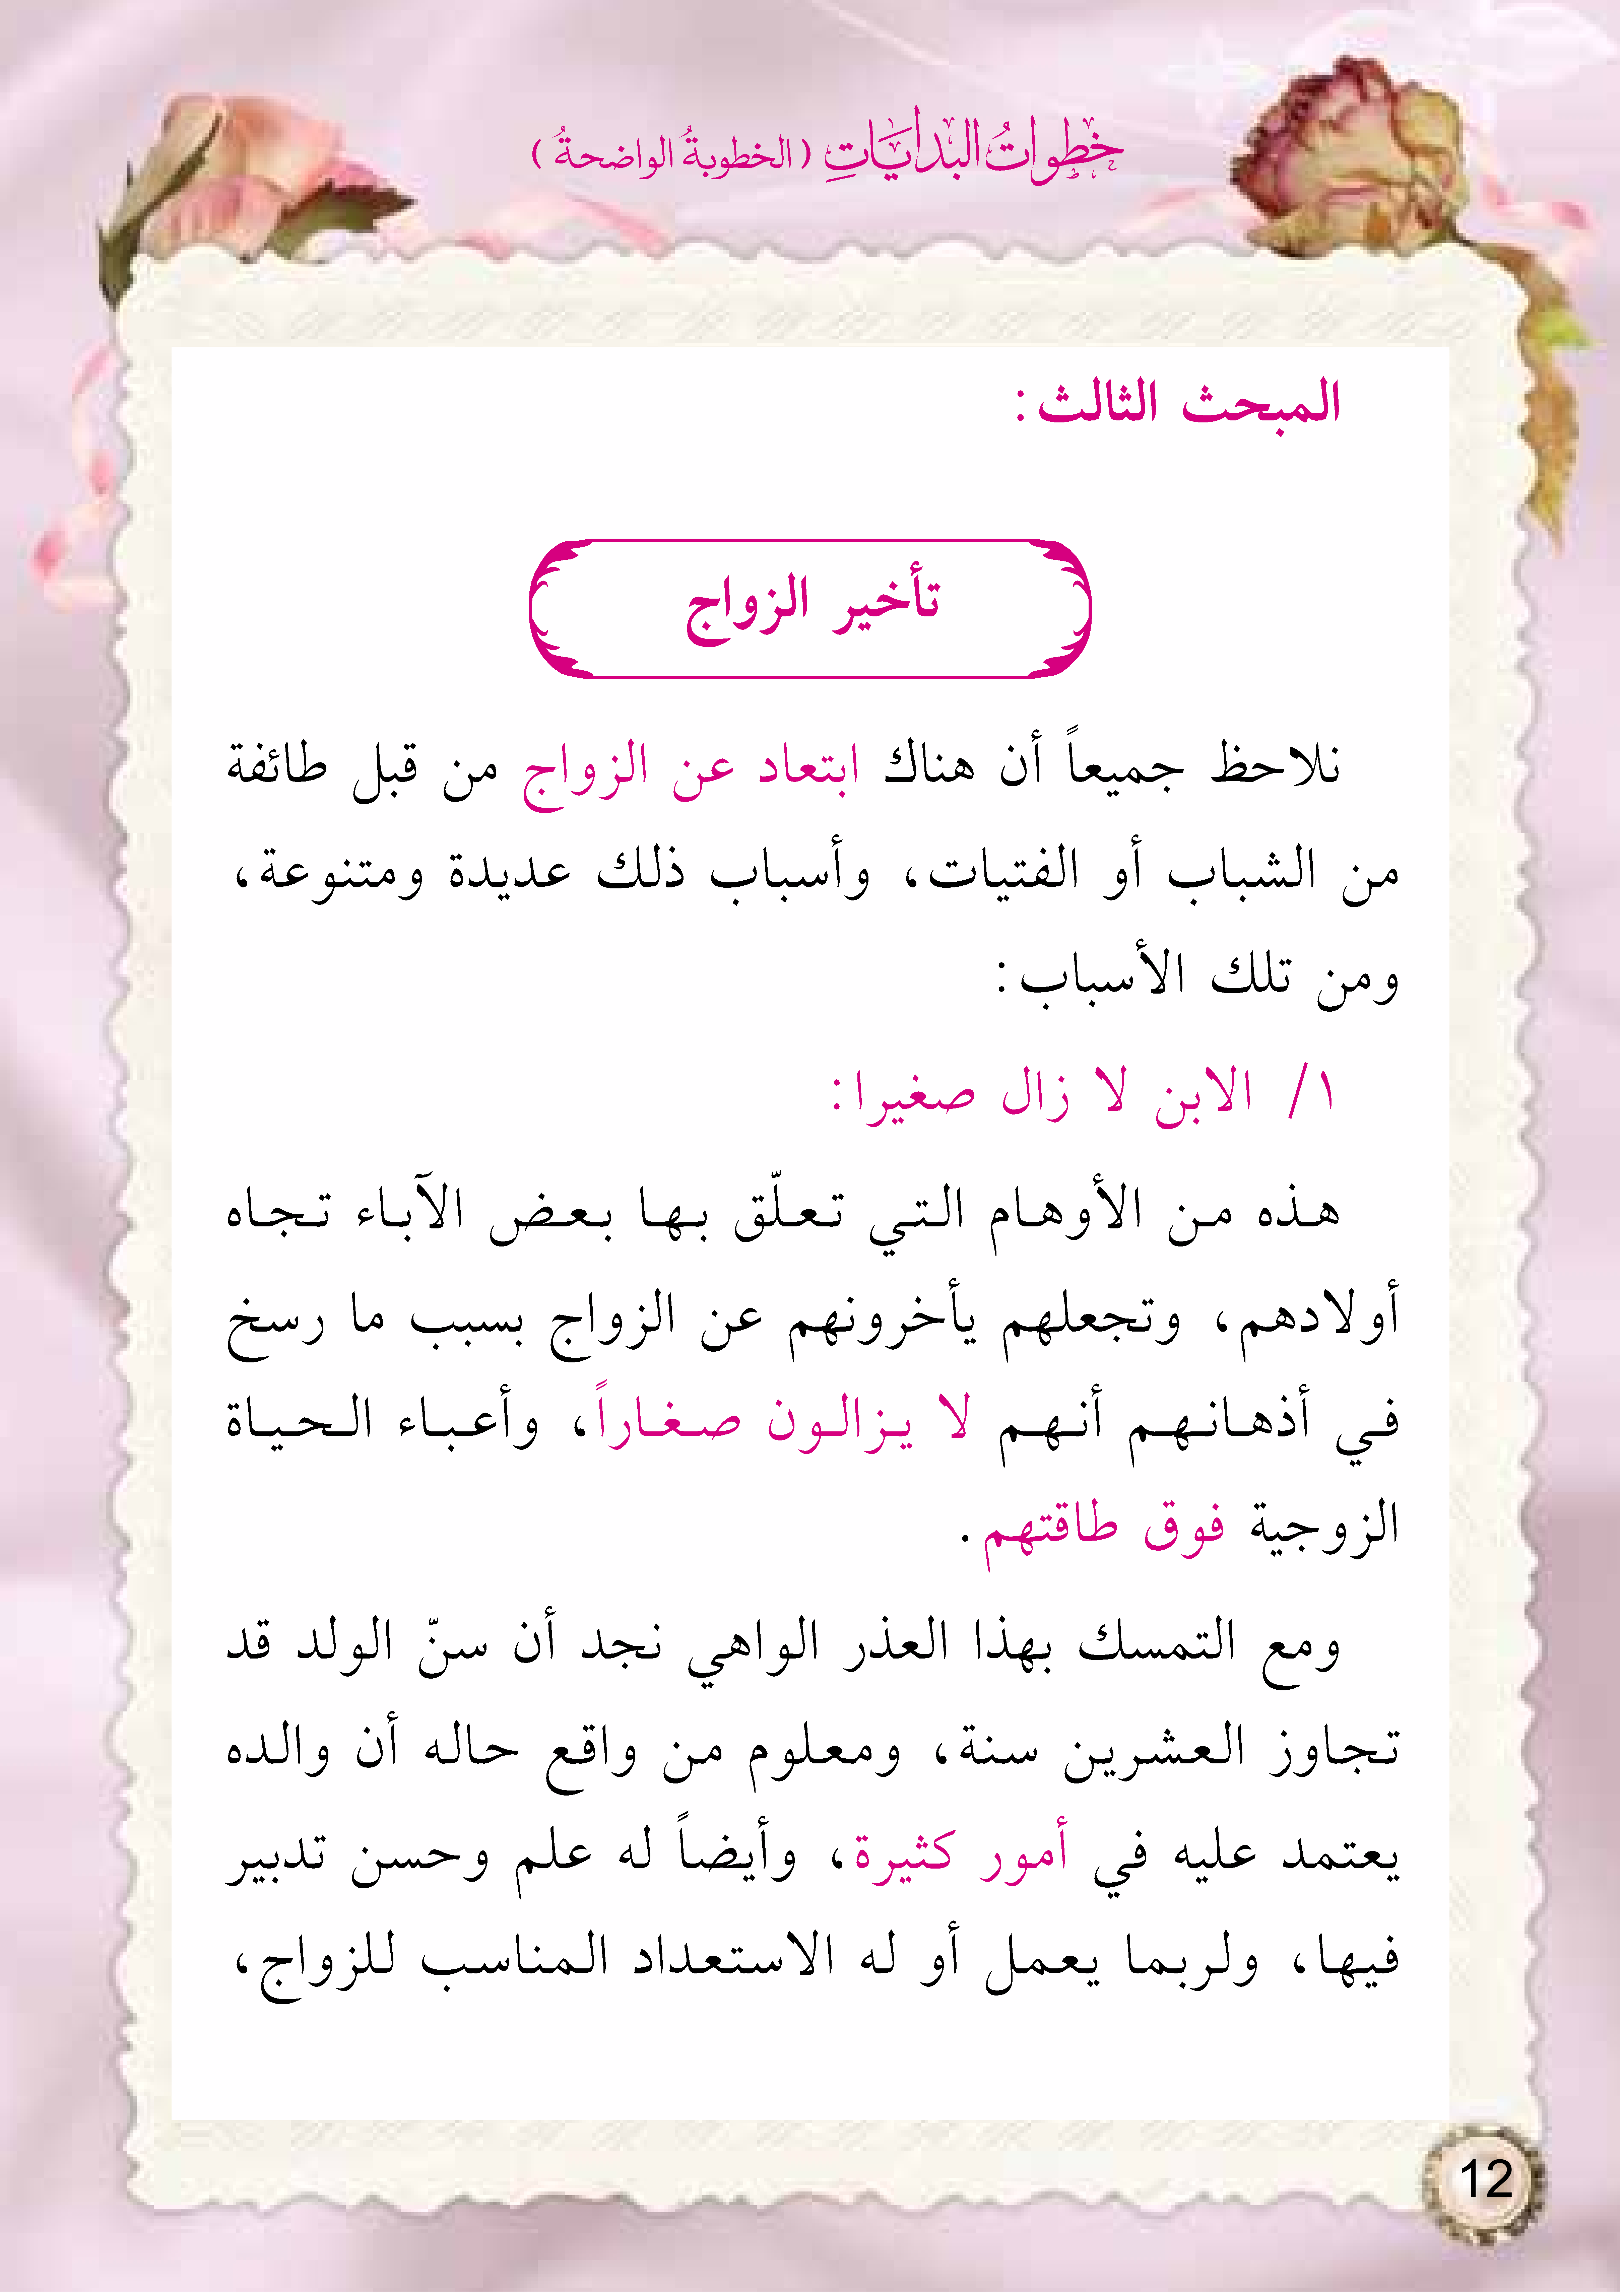 خطواتُ البدايَاتِ ( الخطوبةُ الواضحةُ )
المبحث الثالث:
تأخير الزواج
نلاحظ جميعاً أن هناك ابتعاد عن الزواج من قبل طائفة
من الشباب أو الفتيات، وأسباب ذلك عديدة ومتنوعة،
ومن تلك الأسباب:
١/ الابن لا زال صغيرا:
هذه من الأوهام التي تعلّق بها بعض الآباء تجاه
أولادهم، وتجعلهم يأخرونهم عن الزواج بسبب ما رسخ
في أذهانهم أنهم لا يزالون صغاراً، وأعباء الحياة
الزوجية فوق طاقتهم.
ومع التمسك بهذا العذر الواهي نجد أن سنّ الولد قد
تجاوز العشرين سنة، ومعلوم من واقع حاله أن والده
يعتمد عليه في أمور كثيرة، وأيضاً له علم وحسن تدبير
فيها، ولربما يعمل أو له الاستعداد المناسب للزواج،
12